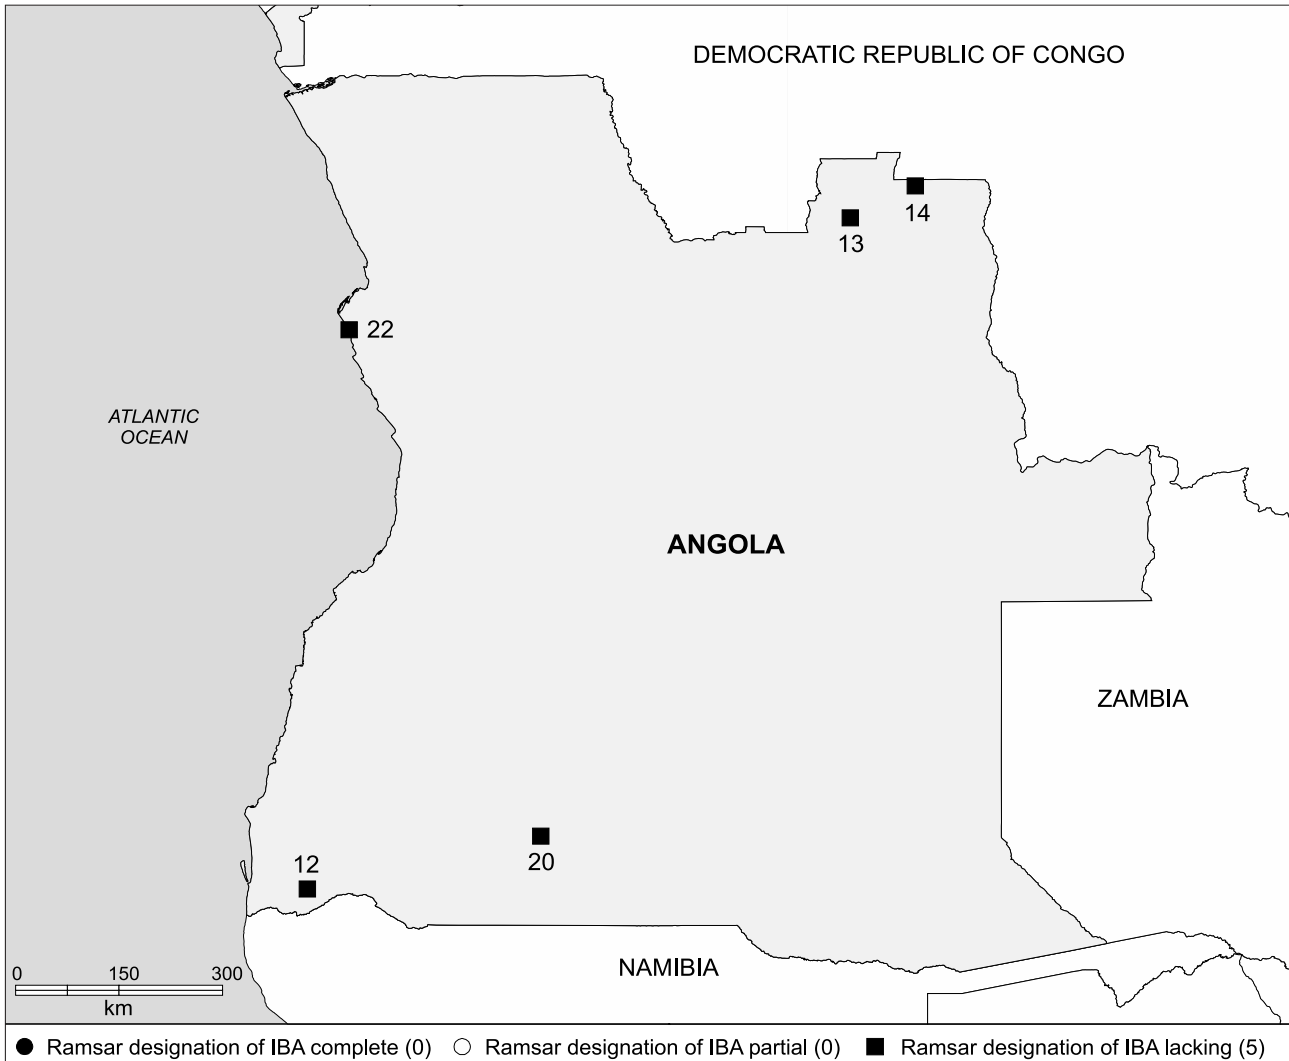 DEMOCRATIC REPUBLIC OF CONGO
14
13
22
ATLANTIC
OCEAN
ANGOLA
ZAMBIA
12
20
NAMIBIA
0 150 300
km
Ramsar designation of IBA complete (0) Ramsar designation of IBA partial (0) Ramsar designation of IBA lacking (5)